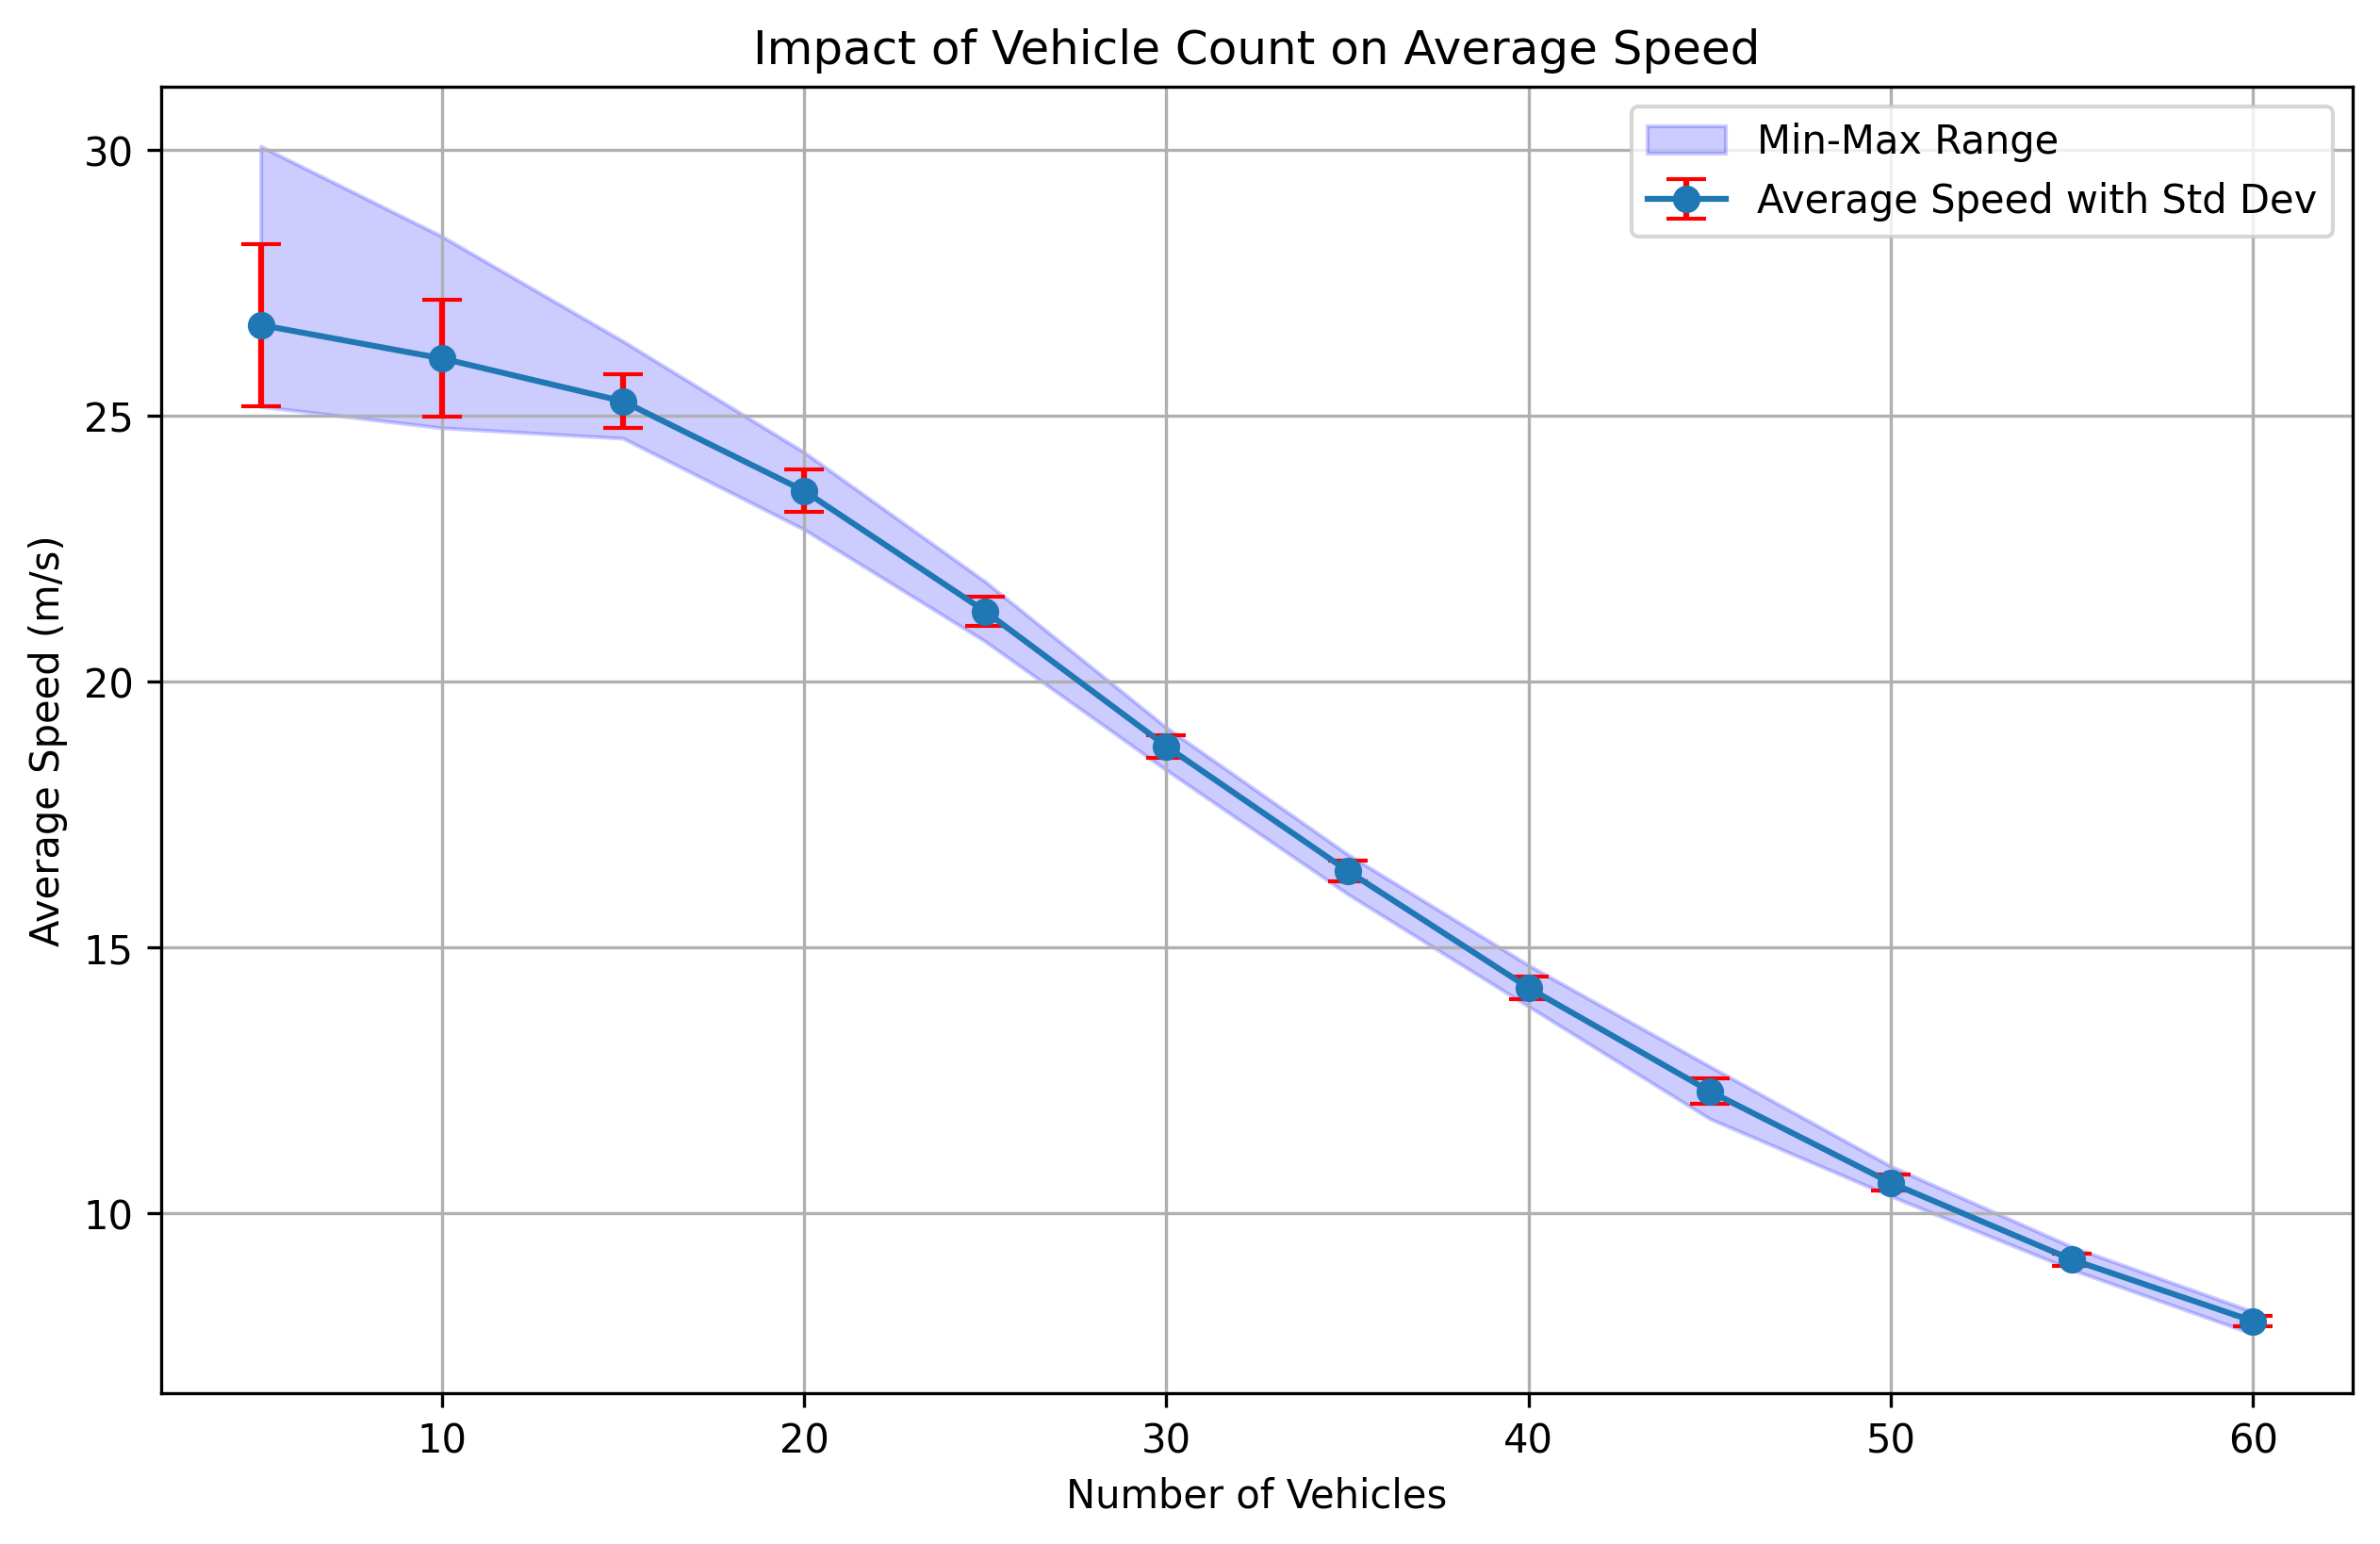 Impact of Vehicle Count on Average Speed
Min-Max Range
Average Speed with Std Dev
Average Speed (m/s)
30
25
20
15
10
10 20 30 40 50 60
Number of Vehicles